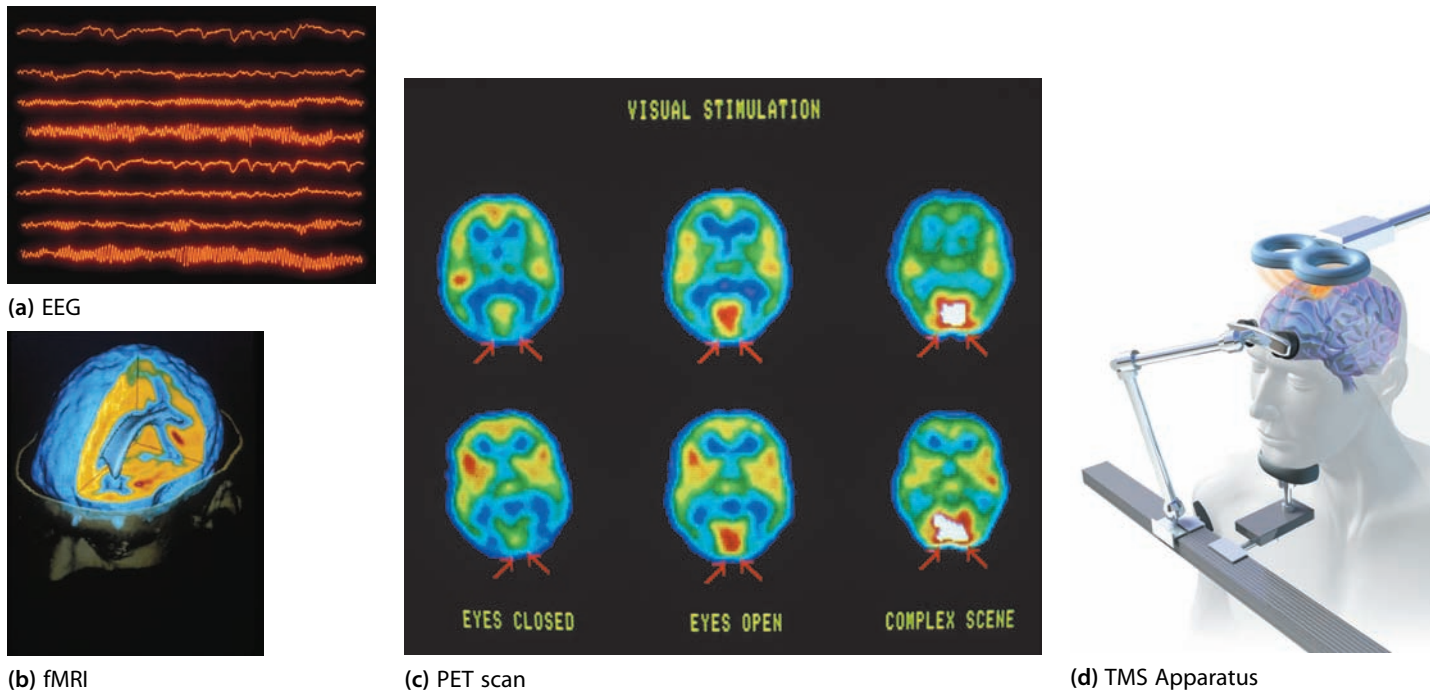 (a) EEG
(b) fMRI
VISUAL STIMULATION
EYES CLOSED EYES OPEN COMPLEX SCENE
(c) PET scan
(d) TMS Apparatus